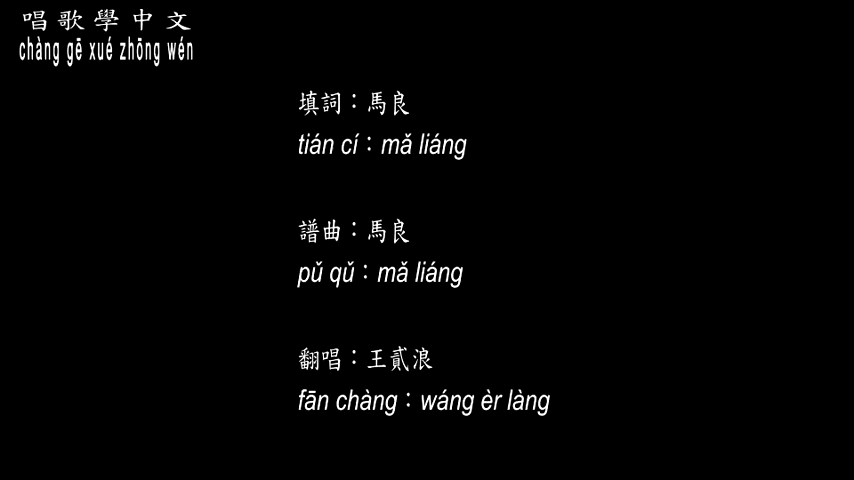 唱歌學中文
chàng gē xué zhōng wén
填詞：馬良
tián cí：mǎ liáng
譜曲：馬良
pǔ qǔ：mǎ liáng
翻唱：王貳浪
fān chàng：wáng èr làng